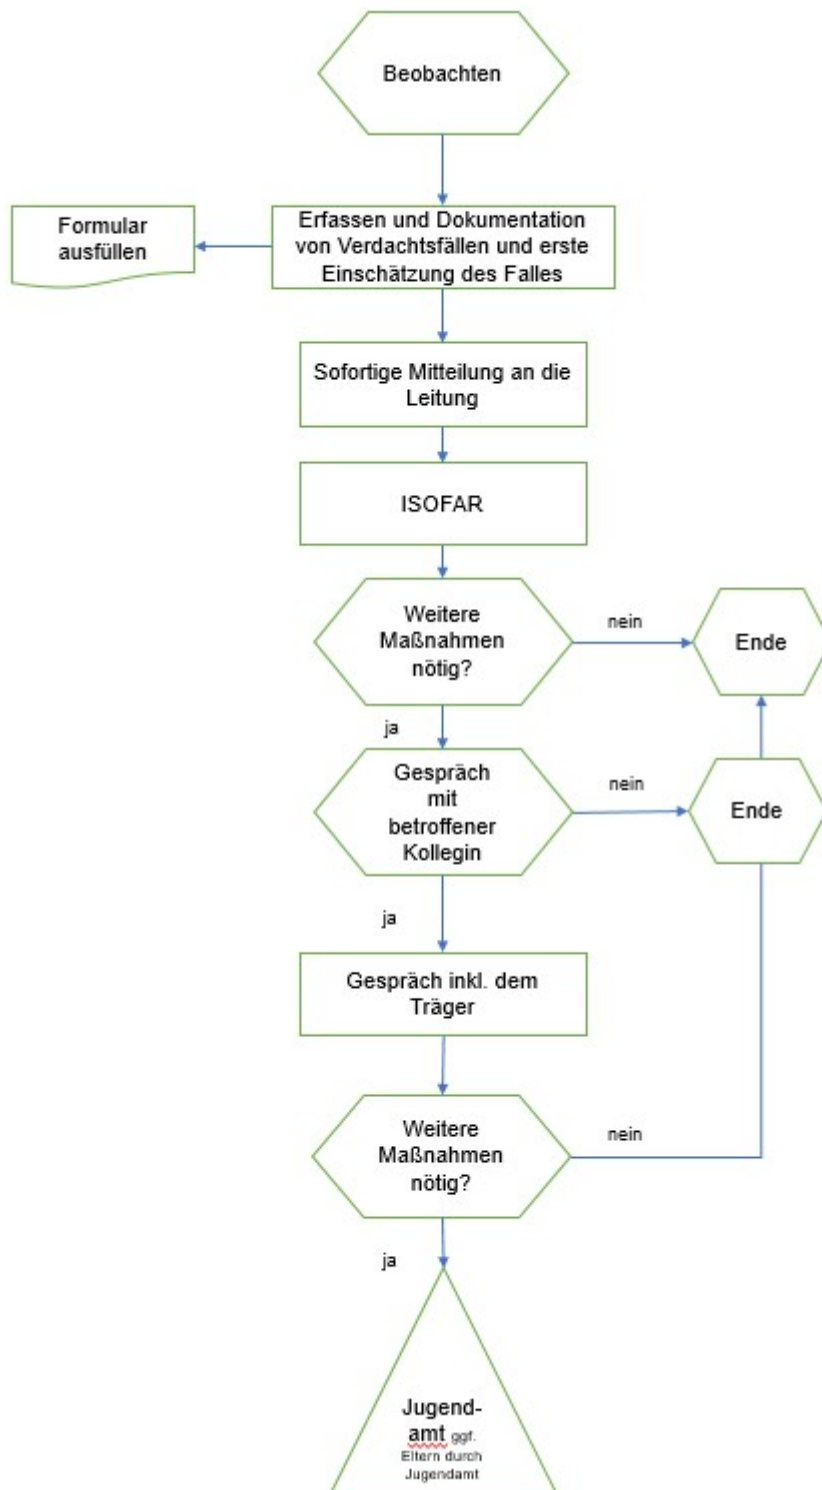 Beobachten
Formular
ausfüllen
Erfassen und Dokumentation
von Verdachtsfällen und erste
Einschätzung des Falles
Sofortige Mitteilung an die
Leitung
ISOFAR
Weitere
Maßnahmen
nötig?
nein
Ende
ja
Gespräch
mit
betroffener
Kollegin
nein
Ende
ja
Gespräch inkl. dem
Träger
Weitere
Maßnahmen
nötig?
nein
ja
Jugend-
amt ggf.
Eltern durch
Jugendamt